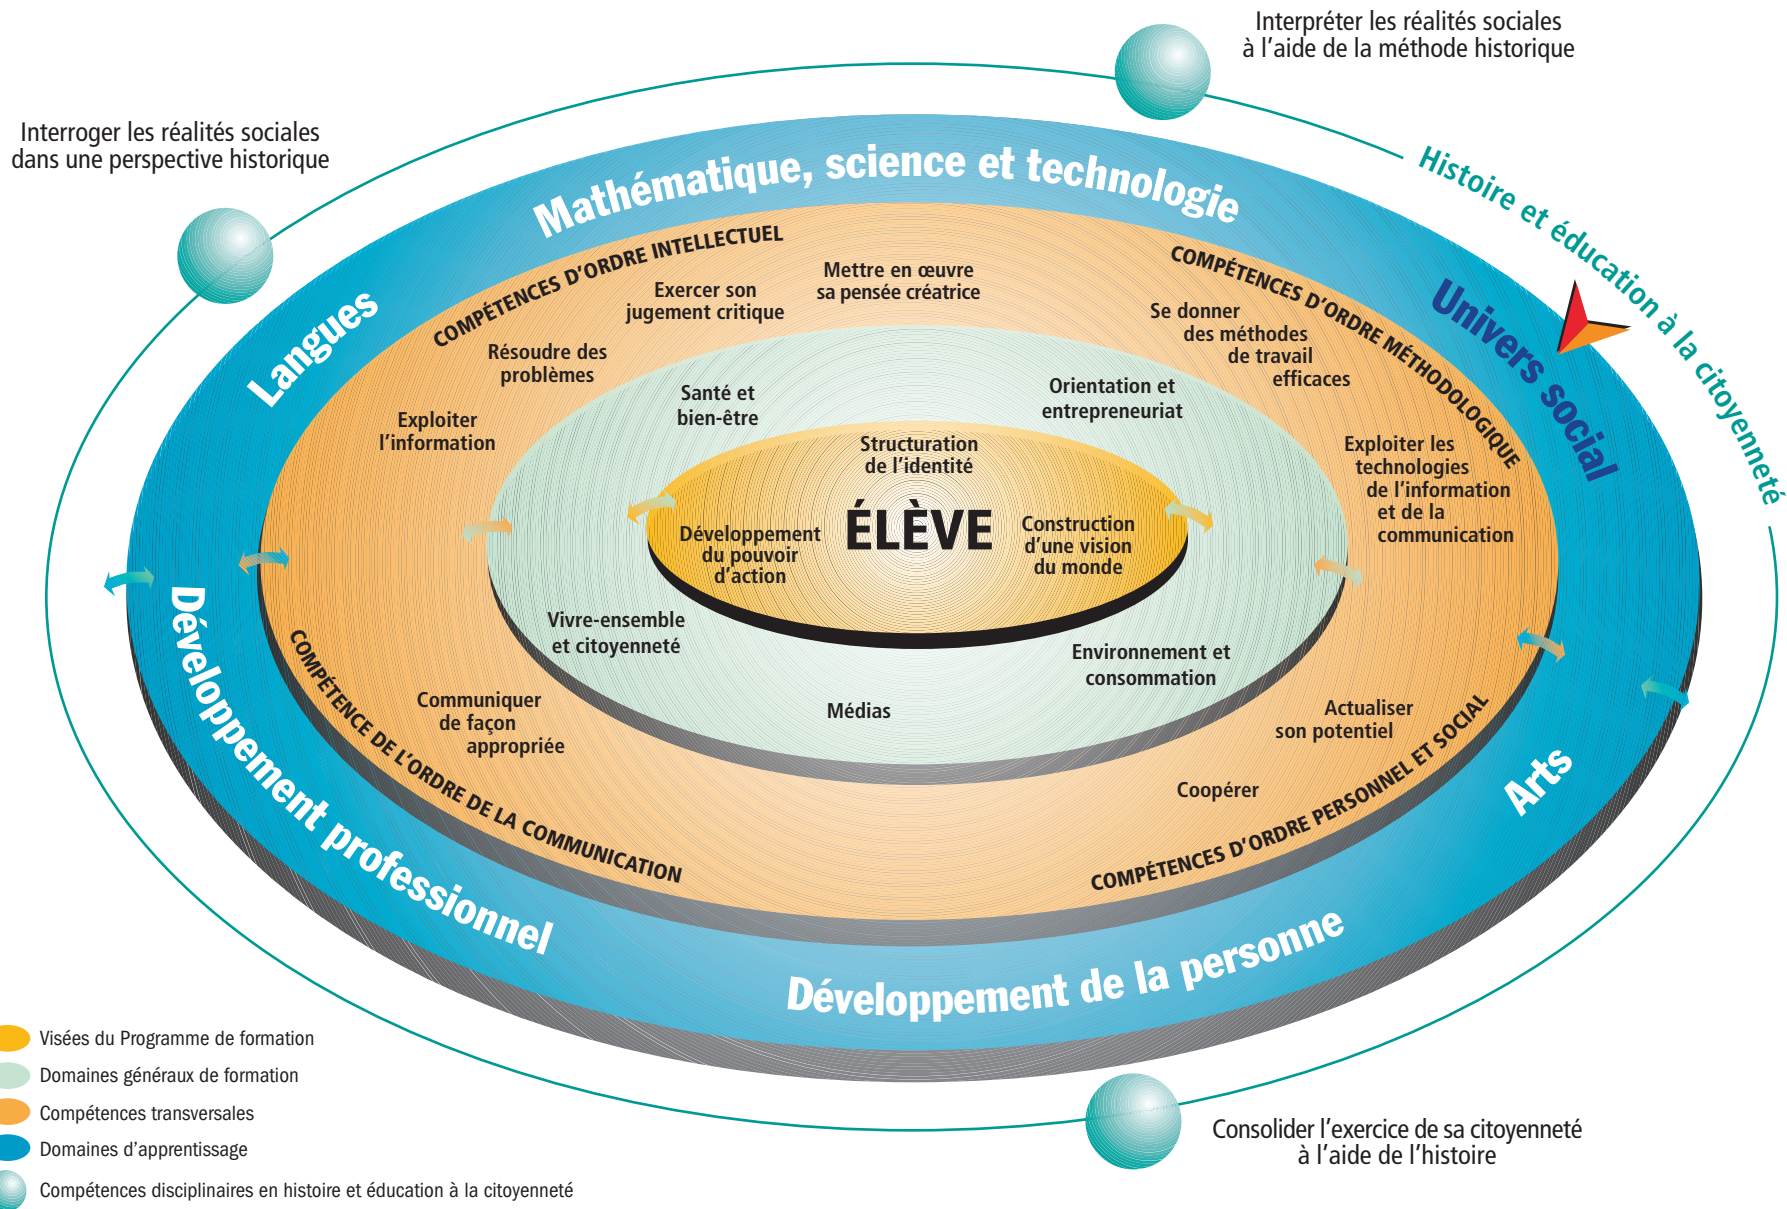 Interpréter les réalités sociales
à l'aide de la méthode historique
Interroger les réalités sociales
dans une perspective historique
Histoire et éducation à la citoyenneté
Mathématique, science et technologie
Langues
Univers social
COMPÉTENCES D'ORDRE INTELLECTUEL
COMPÉTENCES D'ORDRE MÉTHODOLOGIQUE
Mettre en œuvre
sa pensée créatrice
Exercer son
jugement critique
Résoudre des
problèmes
Exploiter
l'information
Se donner
des méthodes
de travail
efficaces
Exploiter les
technologies
de l'information
et de la
communication
Santé et
bien-être
Orientation et
entrepreneuriat
Structuration
de l'identité
ÉLÈVE
Développement
du pouvoir
d'action
Construction
d'une vision
du monde
Vivre-ensemble
et citoyenneté
Environnement et
consommation
Médias
Communiquer
de façon
appropriée
Actualiser
son potentiel
Coopérer
COMPÉTENCE DE L'ORDRE DE LA COMMUNICATION
COMPÉTENCES D'ORDRE PERSONNEL ET SOCIAL
Développement professionnel
Arts
Développement de la personne
Visées du Programme de formation
Domaines généraux de formation
Compétences transversales
Domaines d'apprentissage
Compétences disciplinaires en histoire et éducation à la citoyenneté
Consolider l'exercice de sa citoyenneté
à l'aide de l'histoire